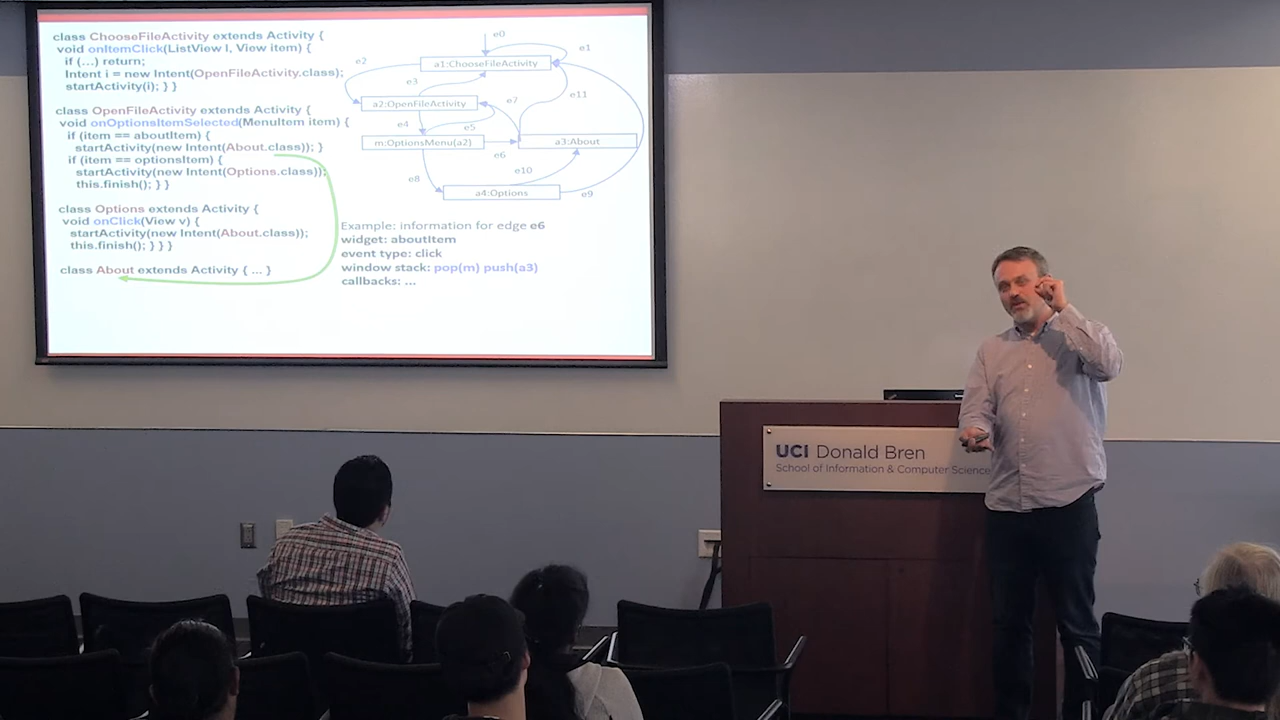 class ChooseFileActivity extends Activity {
void onItemClick(ListView l, View item) {
if (...) return;
Intent i = new Intent(OpenFileActivity.class);
startActivity(i); } }
class OpenFileActivity extends Activity {
void onOptionsItemSelected(MenuItem item) {
if (item == aboutItem) {
startActivity(new Intent(About.class)); }
if (item == optionsItem) {
startActivity(new Intent(Options.class));
this.finish(); } }
class Options extends Activity {
void onClick(View v) {
startActivity(new Intent(About.class));
this.finish(); } } }
class About extends Activity { ... }
e0
e1
a1:ChooseFileActivity
e2
e3
a2:OpenFileActivity
e7
e11
e4
e5
m:OptionsMenu(a2)
a3:About
e6
e8
e10
a4:Options
e9
Example: information for edge e6
widget: aboutItem
event type: click
window stack: pop(m) push(a3)
callbacks: ...
UCI Donald Bren
School of Information & Computer Science